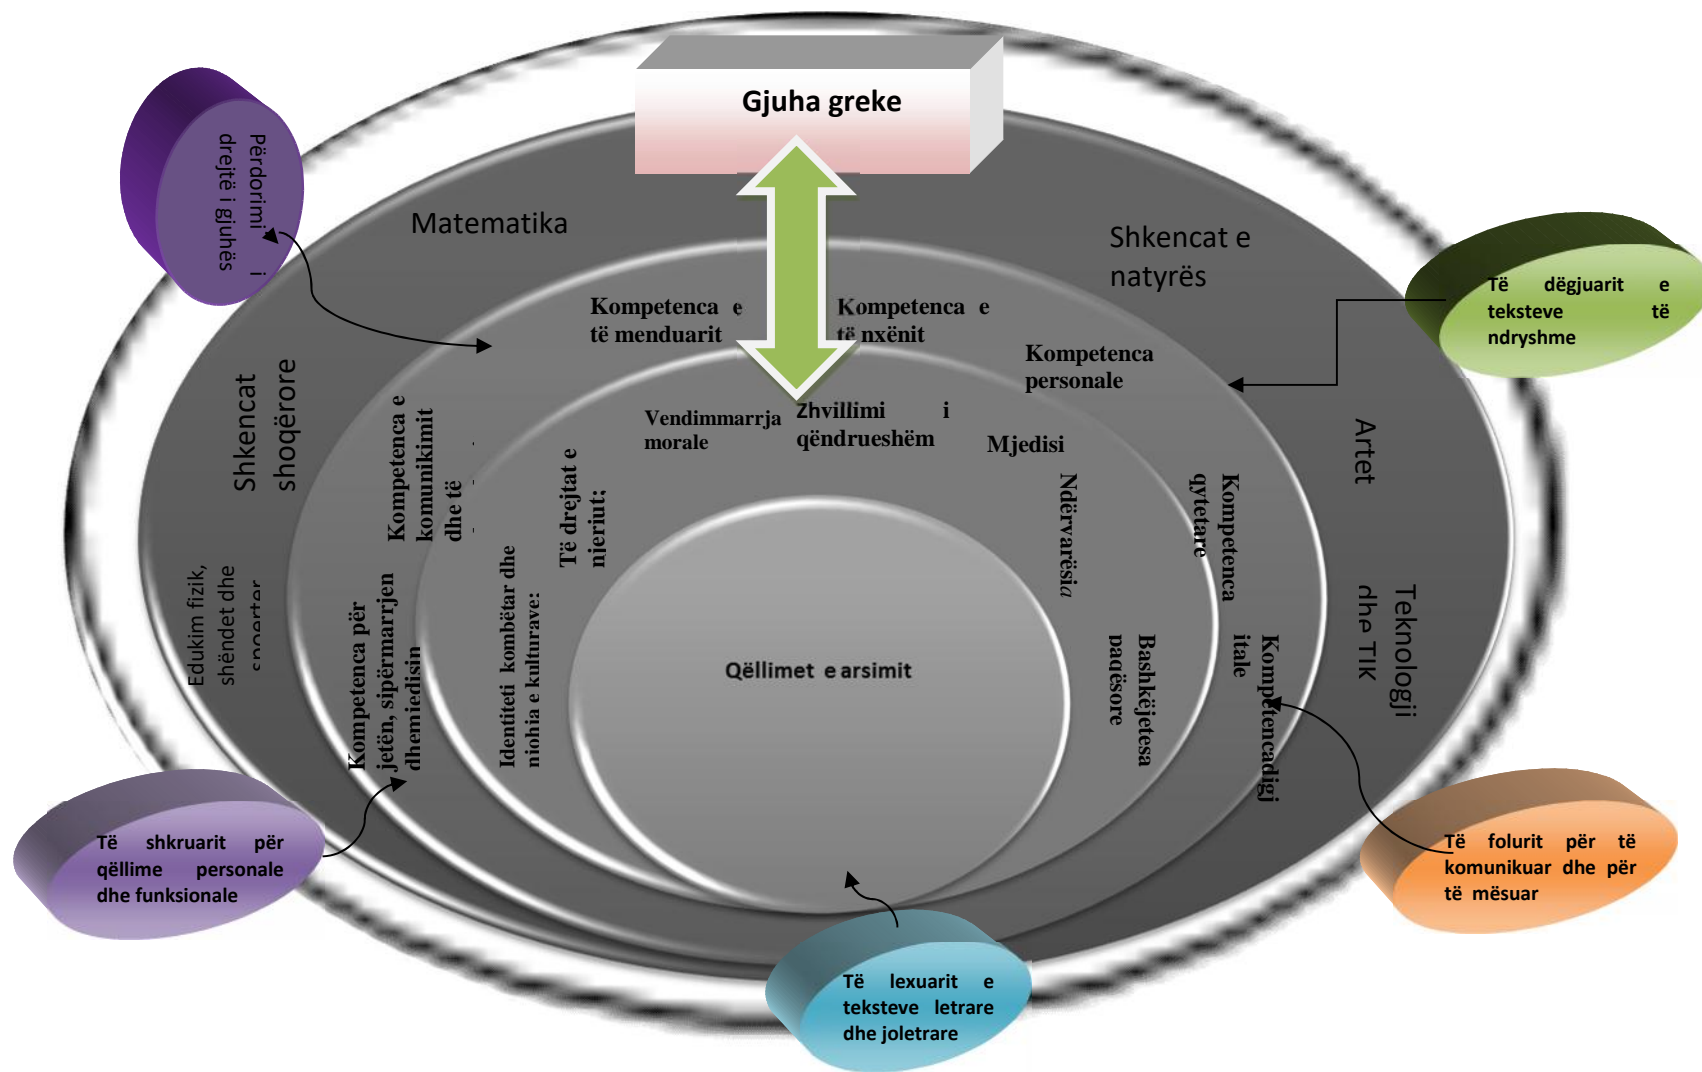 Gjuha greke
Përdorimi i
drejtë i gjuhës
Matematika
Shkencat e
natyrës
Të dëgjuarit e
teksteve të
ndryshme
Kompetenca e
të menduarit
Kompetenca e
të nxënit
Kompetenca
personale
Shkencat
shoqërore
Kompetenca e
komunikimit
dhe të
Vendimmarrja
morale
Zhvillimi i
qëndrueshëm
Mjedisi
Artet
Të drejtat e
njeriut;
Ndërvarësia
Kompetenca
qytetare
Edukim fizik,
shëndet dhe
Kompetenca për
jetën, sipërmarrjen
dhemjedisin
Identiteti kombëtar dhe
njohja e kulturave:
Qëllimet e arsimit
Bashkëjetesa
paqësore
Kompetencadigj
itale
Teknologji
dhe TIK
Të shkruarit për
qëllime personale
dhe funksionale
Të folurit për të
komunikuar dhe për
të mësuar
Të lexuarit e
teksteve letrare
dhe joletrare